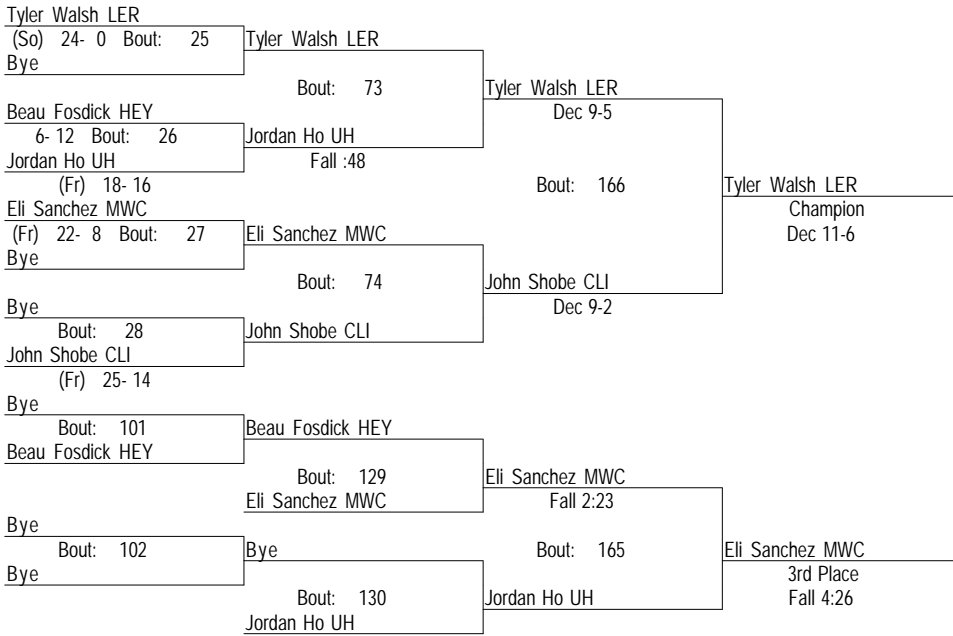 Tyler Walsh LER
(So) 24- 0 Bout: 25 Tyler Walsh LER
Bye
Bout: 73 Tyler Walsh LER
Beau Fosdick HEY Dec 9-5
6- 12 Bout: 26 Jordan Ho UH
Jordan Ho UH Fall :48
(Fr) 18- 16 Bout: 166 Tyler Walsh LER
Eli Sanchez MWC Champion
(Fr) 22- 8 Bout: 27 Eli Sanchez MWC Dec 11-6
Bye
Bout: 74 John Shobe CLI
Bye Dec 9-2
Bout: 28 John Shobe CLI
John Shobe CLI
(Fr) 25- 14
Bye
Bout: 101 Beau Fosdick HEY
Beau Fosdick HEY
Bout: 129 Eli Sanchez MWC
Eli Sanchez MWC Fall 2:23
Bye
Bout: 102 Bye Bout: 165 Eli Sanchez MWC
Bye 3rd Place
Bout: 130 Jordan Ho UH Fall 4:26
Jordan Ho UH